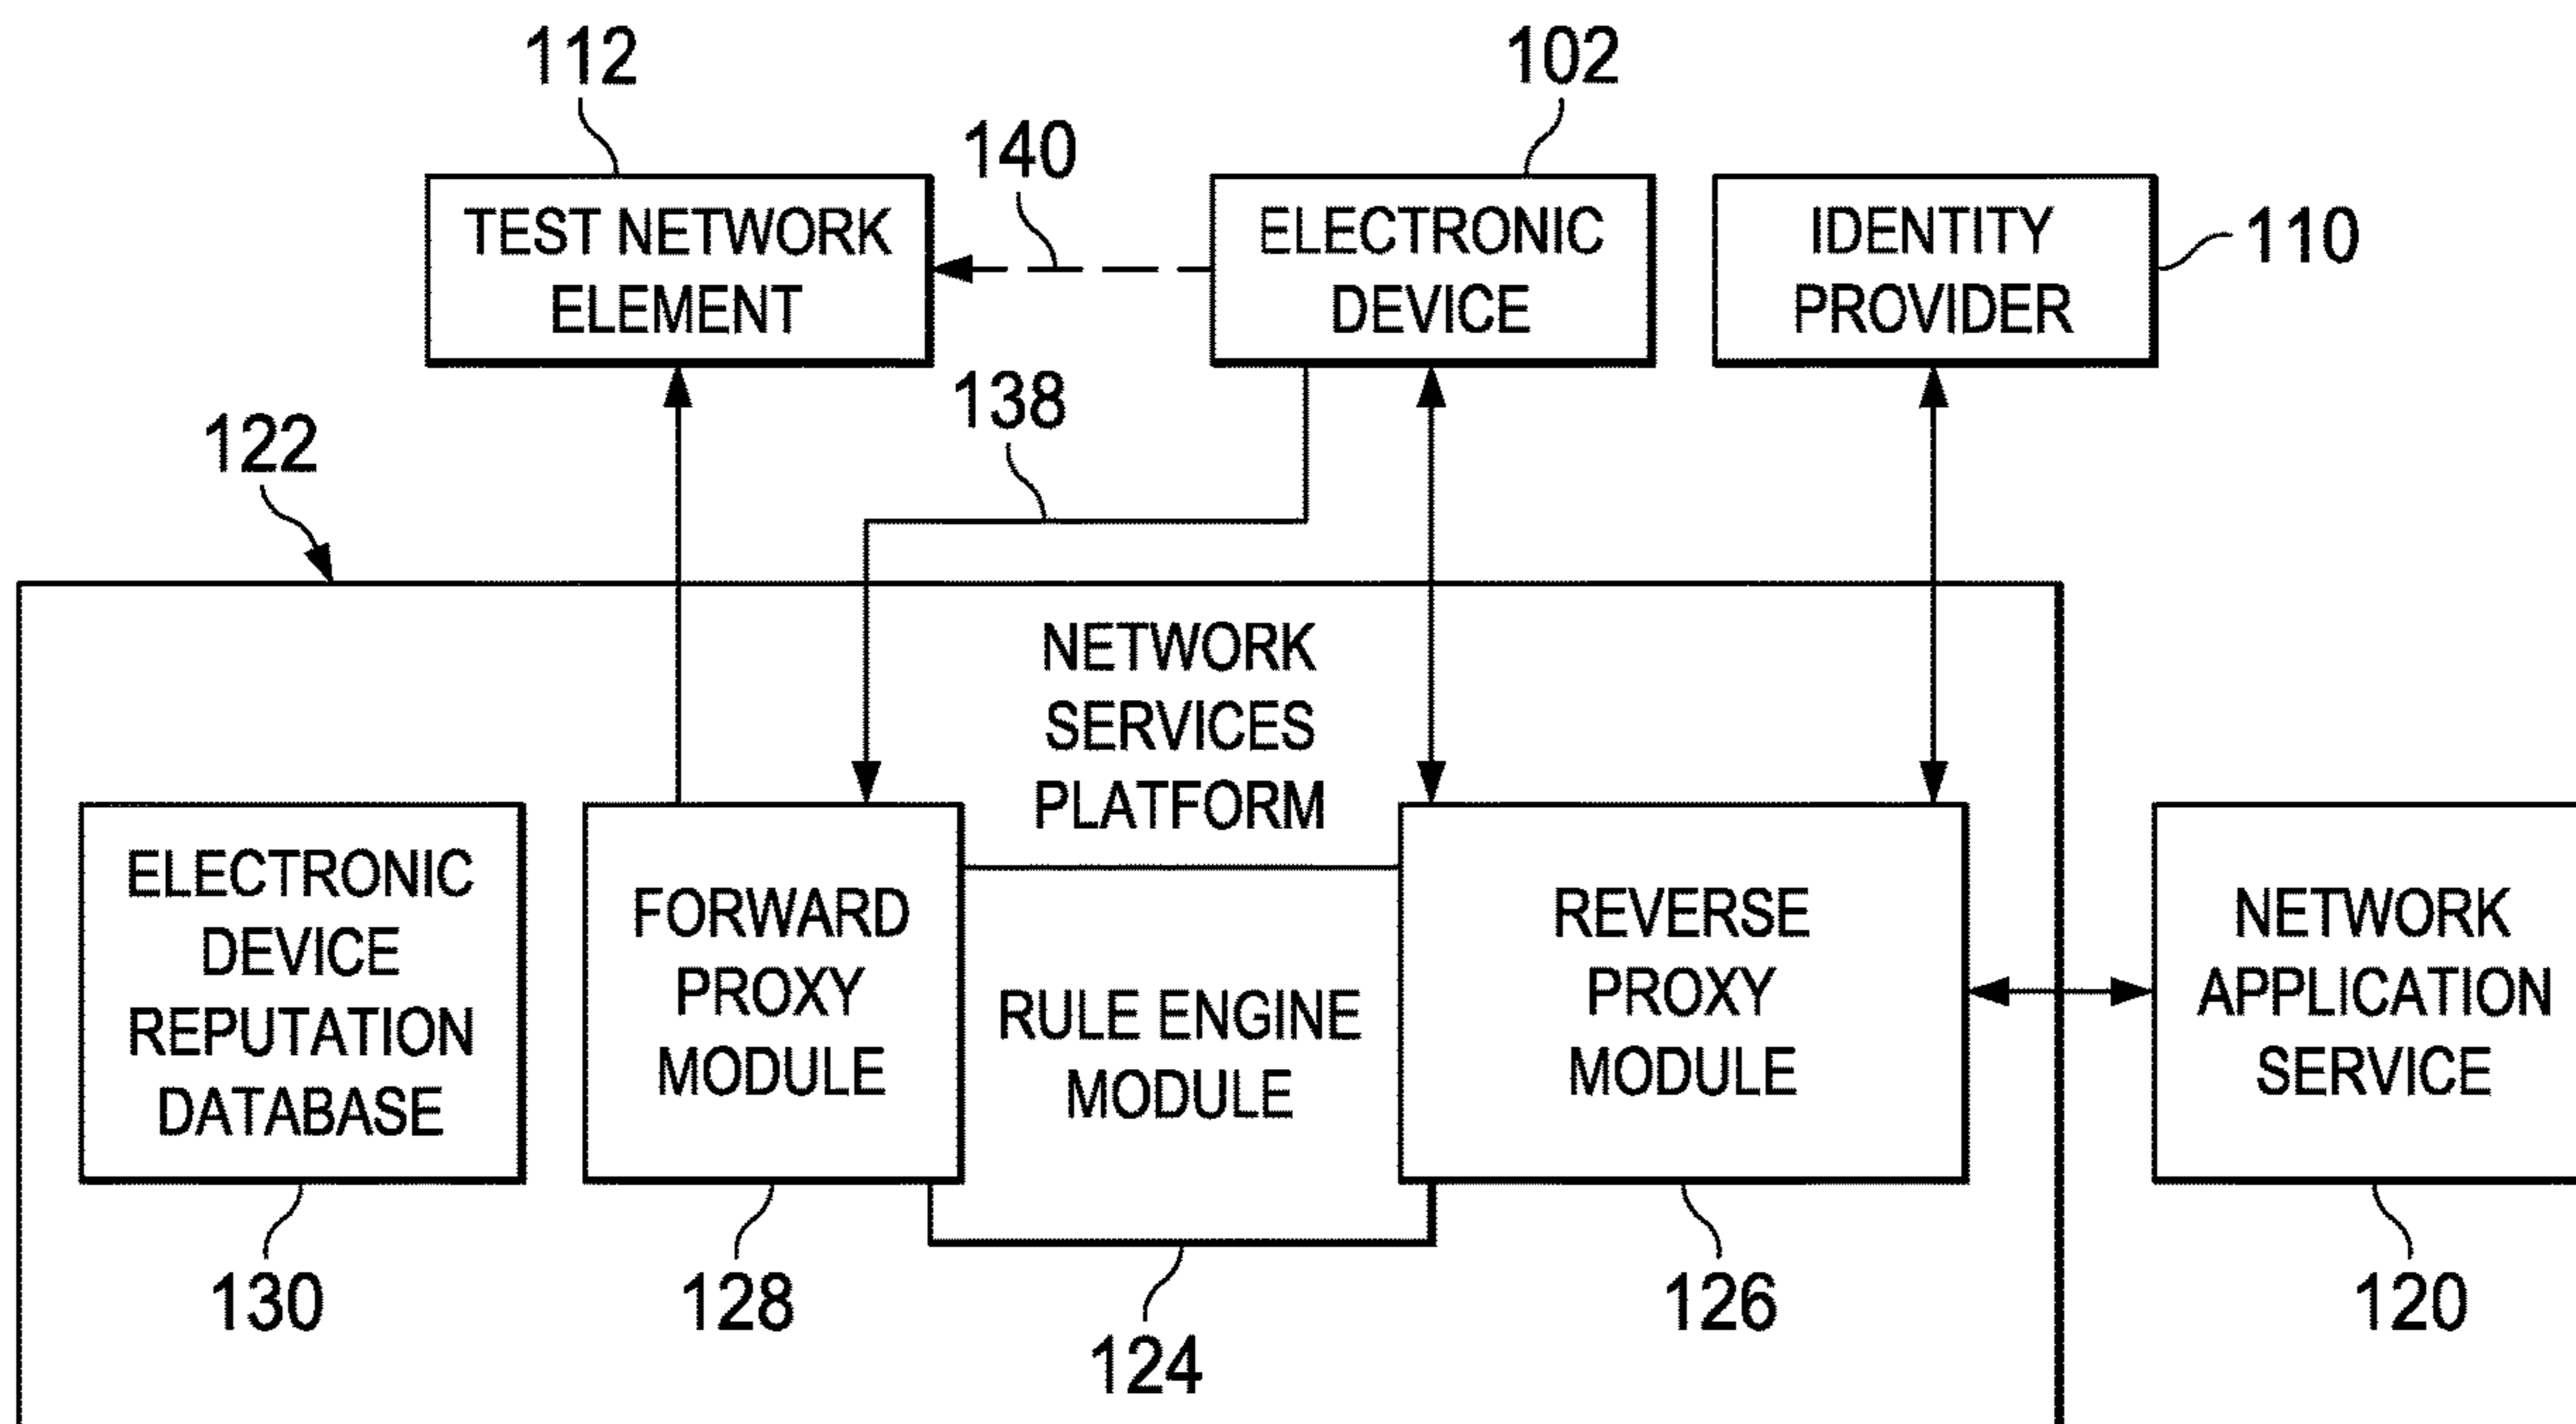 112
102
140
TEST NETWORK
ELEMENT
ELECTRONIC
DEVICE
IDENTITY
PROVIDER
110
138
122
NETWORK
SERVICES
PLATFORM
ELECTRONIC
DEVICE
REPUTATION
DATABASE
FORWARD
PROXY
MODULE
RULE ENGINE
MODULE
REVERSE
PROXY
MODULE
NETWORK
APPLICATION
SERVICE
130
128
124
126
120